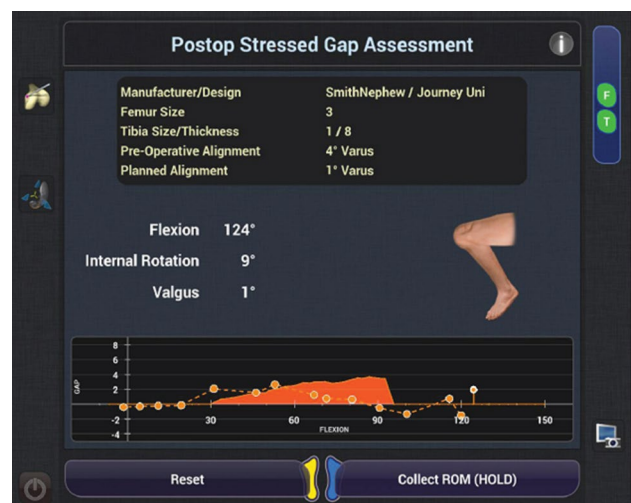 Postop Stressed Gap Assessment
i
Manufacturer/Design SmithNephew / Journey Uni
Femur Size 3
Tibia Size/Thickness 1 / 8
Pre-Operative Alignment 4° Varus
Planned Alignment 1° Varus
F
T
Flexion 124°
Internal Rotation 9°
Valgus 1°
8
6
4
2
-2
-4
GAP
30 60 90 120 150
FLEXION
Reset
Collect ROM (HOLD)